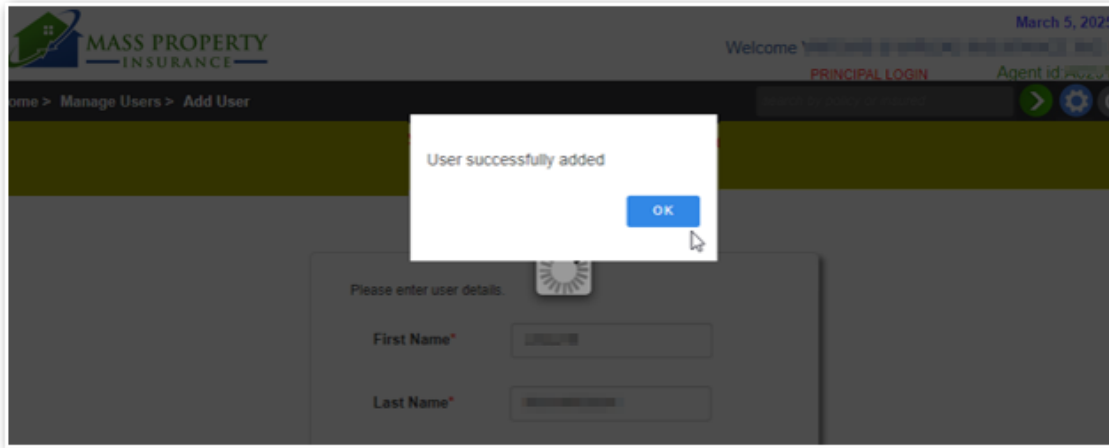 MASS PROPERTY
INSURANCE
March 5, 2025
Welcome
PRINCIPAL LOGIN
Agent id:
ome > Manage Users > Add User
User successfully added
OK
Please enter user details.
First Name*
Last Name*